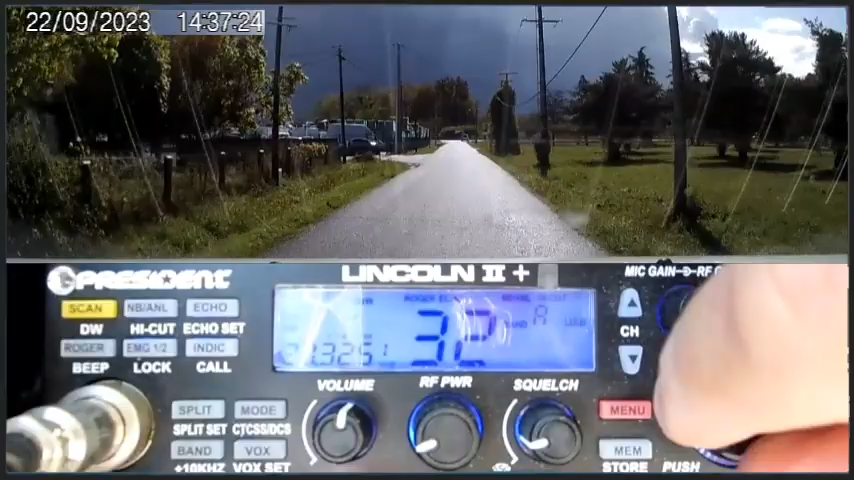 22/09/2023 14:37:24
PRESIDENT LINCOLN II + MIC GAIN RF G
SCAN NB/ANL ECHO
DW HI-CUT ECHO SET
ROGER EMG 1/2 INDIC
BEEP LOCK CALL
32
CH
VOLUME RF PWR SQUELCH
SPLIT MODE
SPLIT SET CTCSS/DCS
MENU
BAND VOX
+10KHZ VOX SET
MEM
STORE PUSH